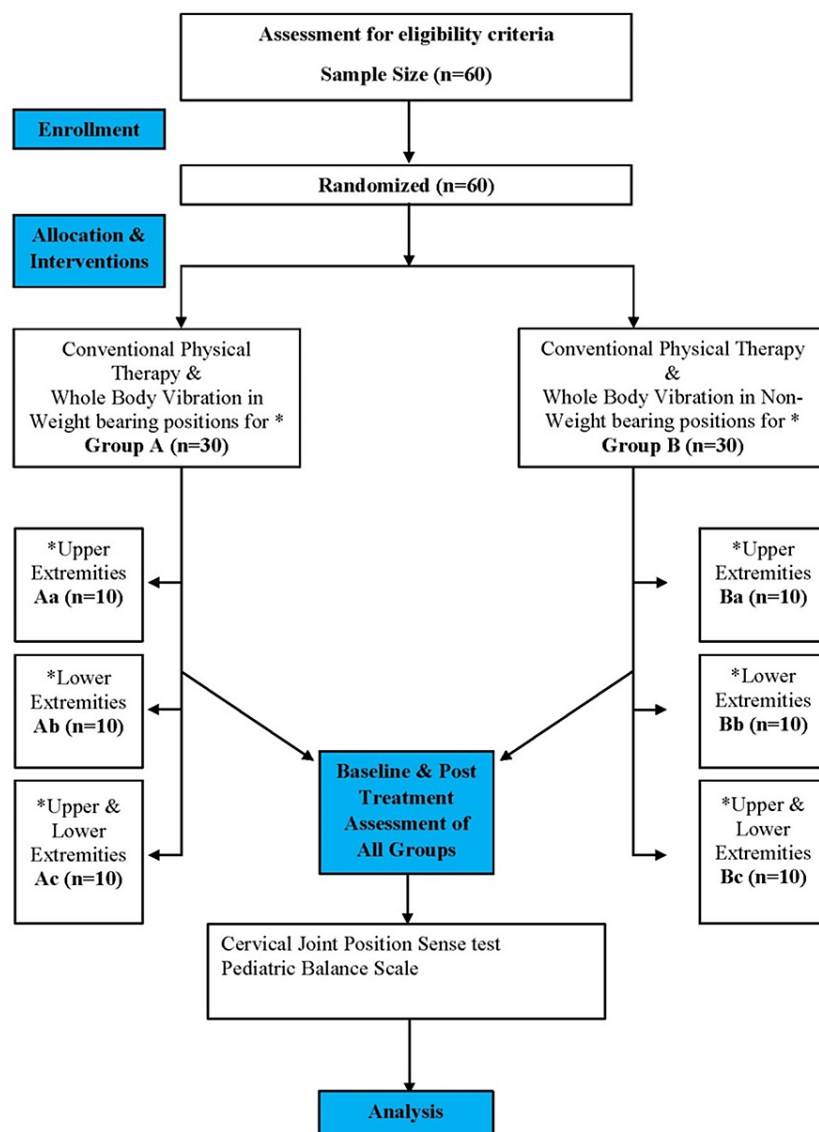 Assessment for eligibility criteria
Sample Size (n=60)
Enrollment
Randomized (n=60)
Allocation &
Interventions
Conventional Physical
Therapy &
Whole Body Vibration in
Weight bearing positions for *
Group A (n=30)
Conventional Physical Therapy
&
Whole Body Vibration in Non-
Weight bearing positions for *
Group B (n=30)
*Upper
Extremities
Aa (n=10)
*Upper
Extremities
Ba (n=10)
*Lower
Extremities
Ab (n=10)
*Lower
Extremities
Bb (n=10)
*Upper &
Lower
Extremities
Ac (n=10)
Baseline & Post
Treatment
Assessment of
All Groups
*Upper &
Lower
Extremities
Bc (n=10)
Cervical Joint Position Sense test
Pediatric Balance Scale
Analysis